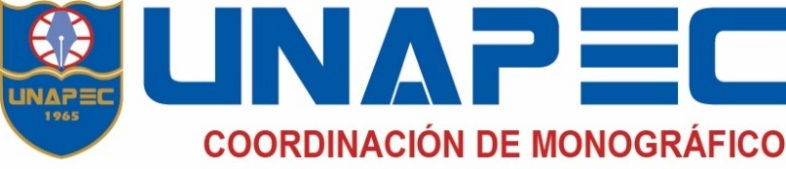 UNAPEC
1965
UNAPEC
COORDINACIÓN DE MONOGRÁFICO